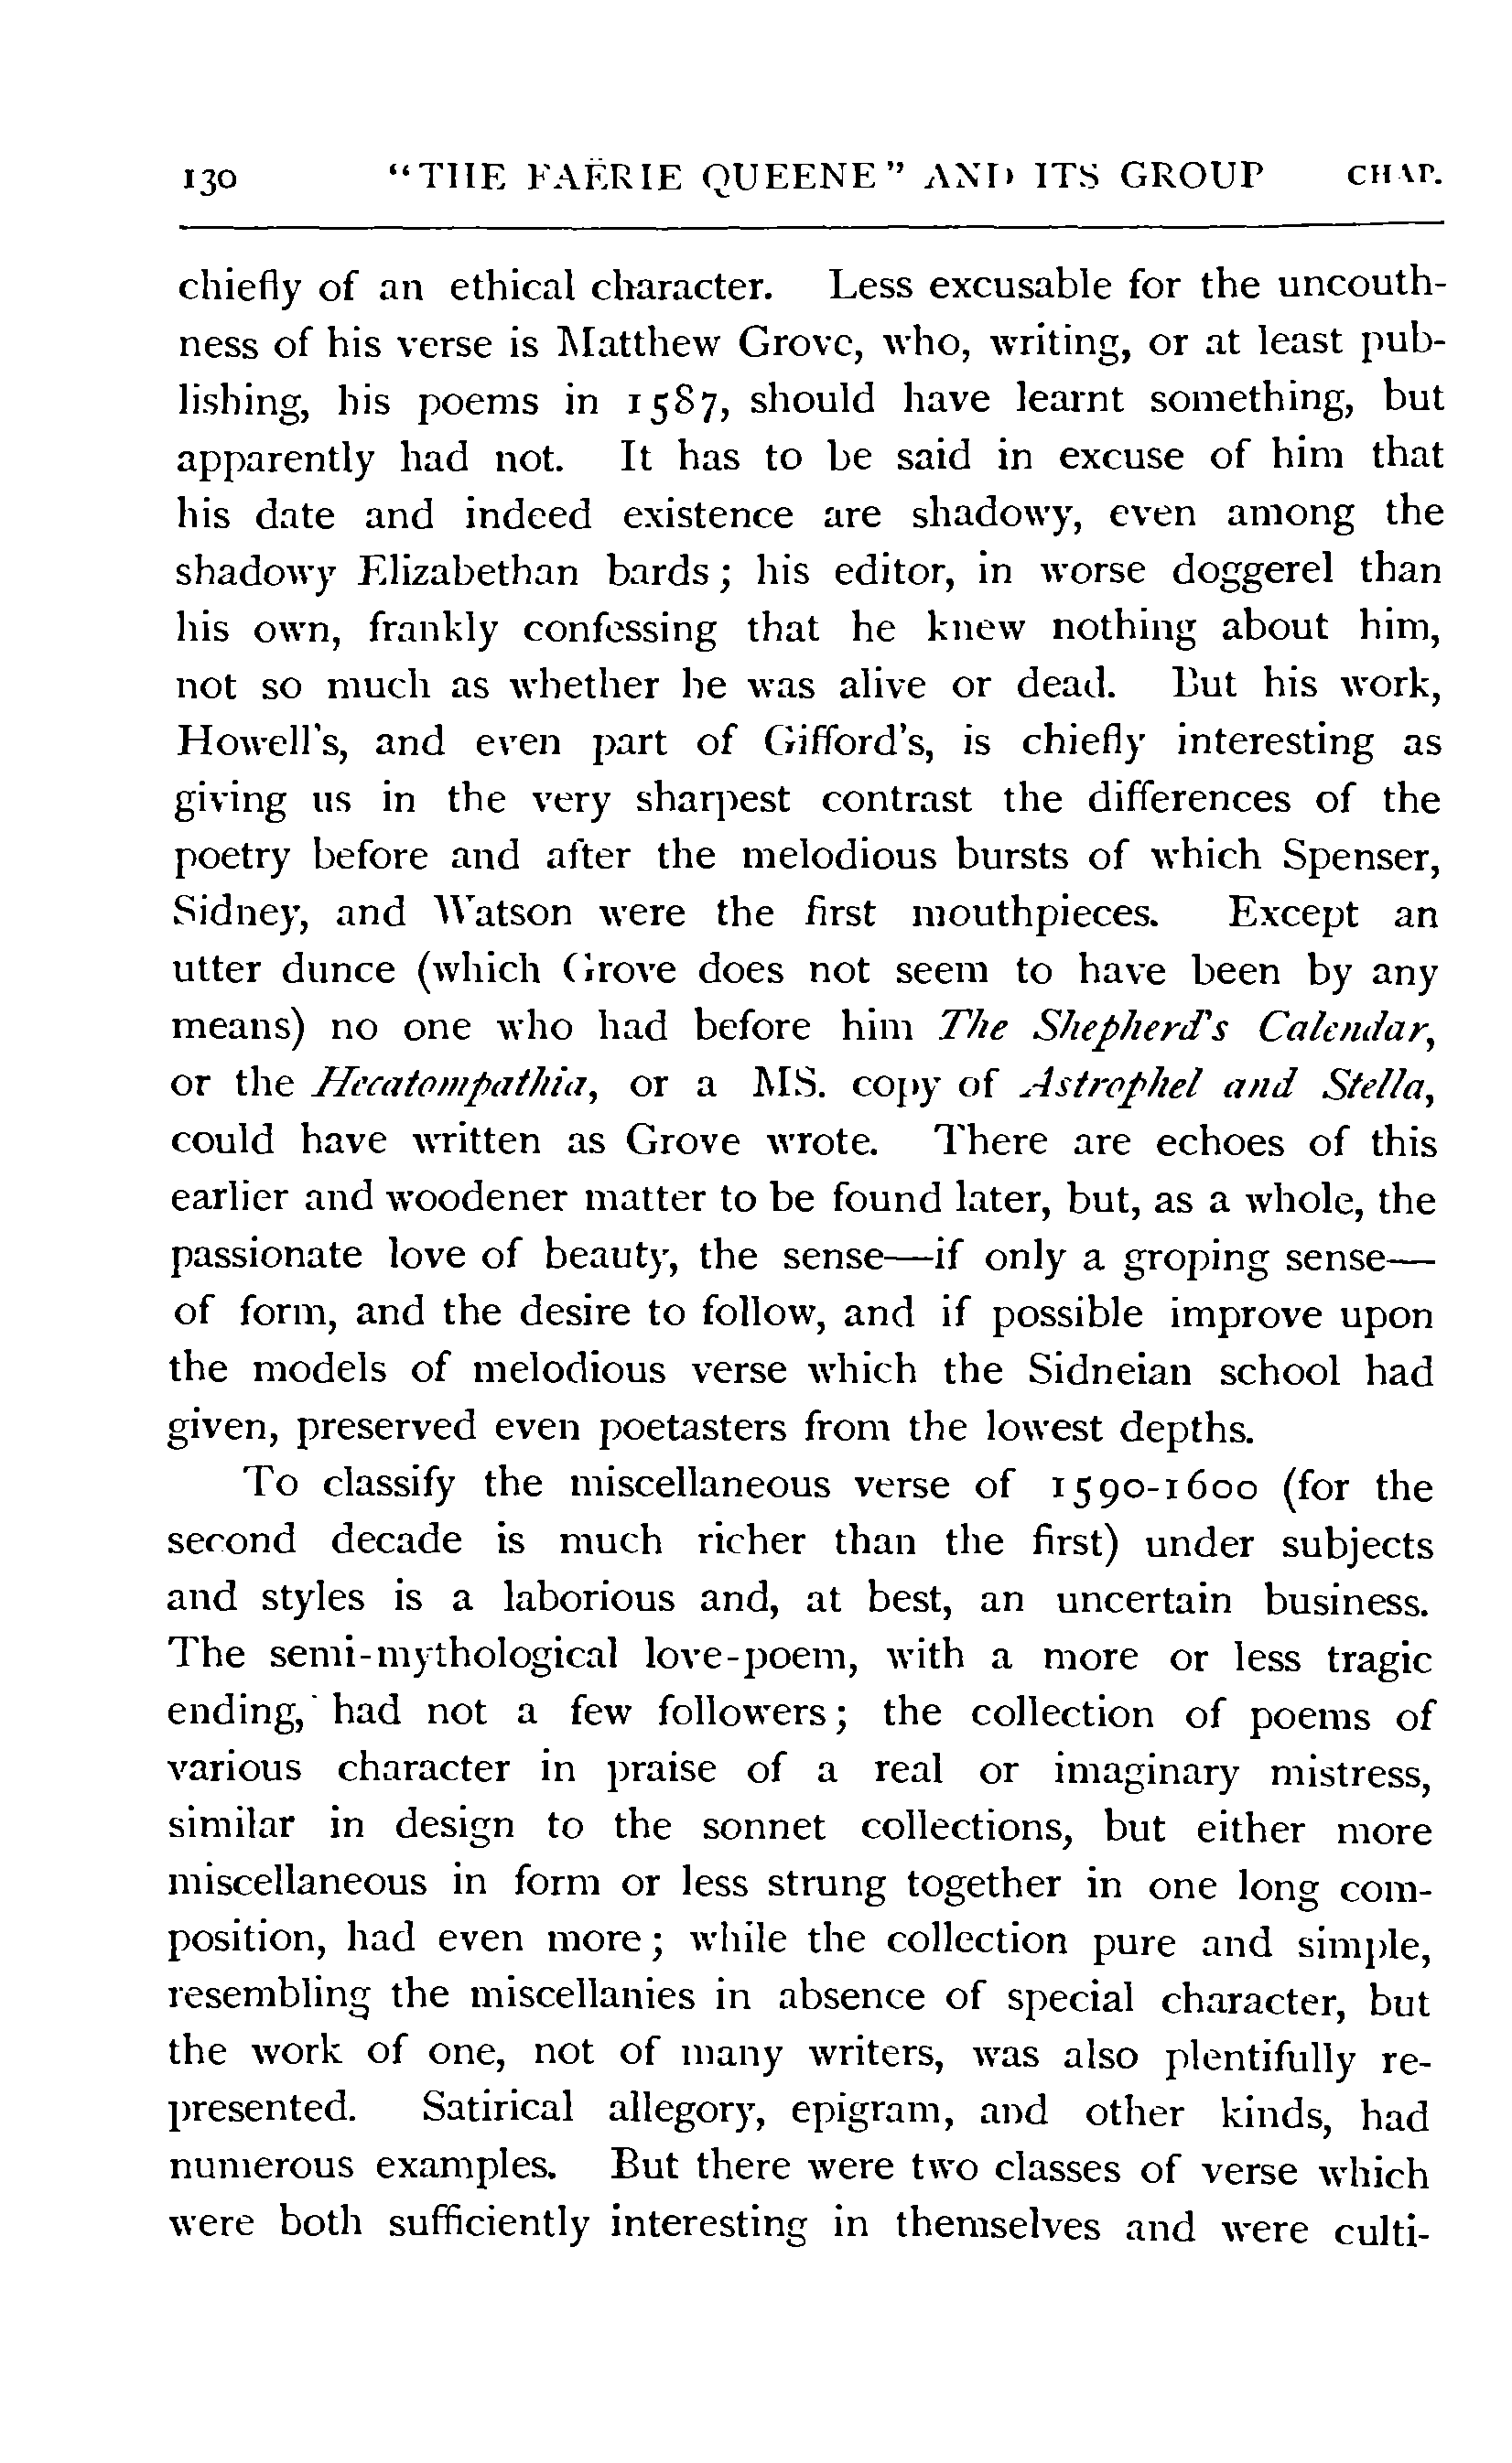 130 “THE FAËRIE QUEENE” AND ITS GROUP CHAP.
chiefly of an ethical character. Less excusable for the uncouth-
ness of his verse is Matthew Grove, who, writing, or at least pub-
lishing, his poems in 1587, should have learnt something, but
apparently had not. It has to be said in excuse of him that
his date and indeed existence are shadowy, even among the
shadowy Elizabethan bards; his editor, in worse doggerel than
his own, frankly confessing that he knew nothing about him,
not so much as whether he was alive or dead. But his work,
Howell's, and even part of Gifford's, is chiefly interesting as
giving us in the very sharpest contrast the differences of the
poetry before and after the melodious bursts of which Spenser,
Sidney, and Watson were the first mouthpieces. Except an
utter dunce (which Grove does not seem to have been by any
means) no one who had before him The Shepherd's Calendar,
or the Hecatompathia, or a MS. copy of Astrophel and Stella,
could have written as Grove wrote. There are echoes of this
earlier and woodener matter to be found later, but, as a whole, the
passionate love of beauty, the sense—if only a groping sense—
of form, and the desire to follow, and if possible improve upon
the models of melodious verse which the Sidneian school had
given, preserved even poetasters from the lowest depths.
To classify the miscellaneous verse of 1590-1600 (for the
second decade is much richer than the first) under subjects
and styles is a laborious and, at best, an uncertain business.
The semi-mythological love-poem, with a more or less tragic
ending, had not a few followers; the collection of poems of
various character in praise of a real or imaginary mistress,
similar in design to the sonnet collections, but either more
miscellaneous in form or less strung together in one long com-
position, had even more; while the collection pure and simple,
resembling the miscellanies in absence of special character, but
the work of one, not of many writers, was also plentifully re-
presented. Satirical allegory, epigram, and other kinds, had
numerous examples. But there were two classes of verse which
were both sufficiently interesting in themselves and were culti-